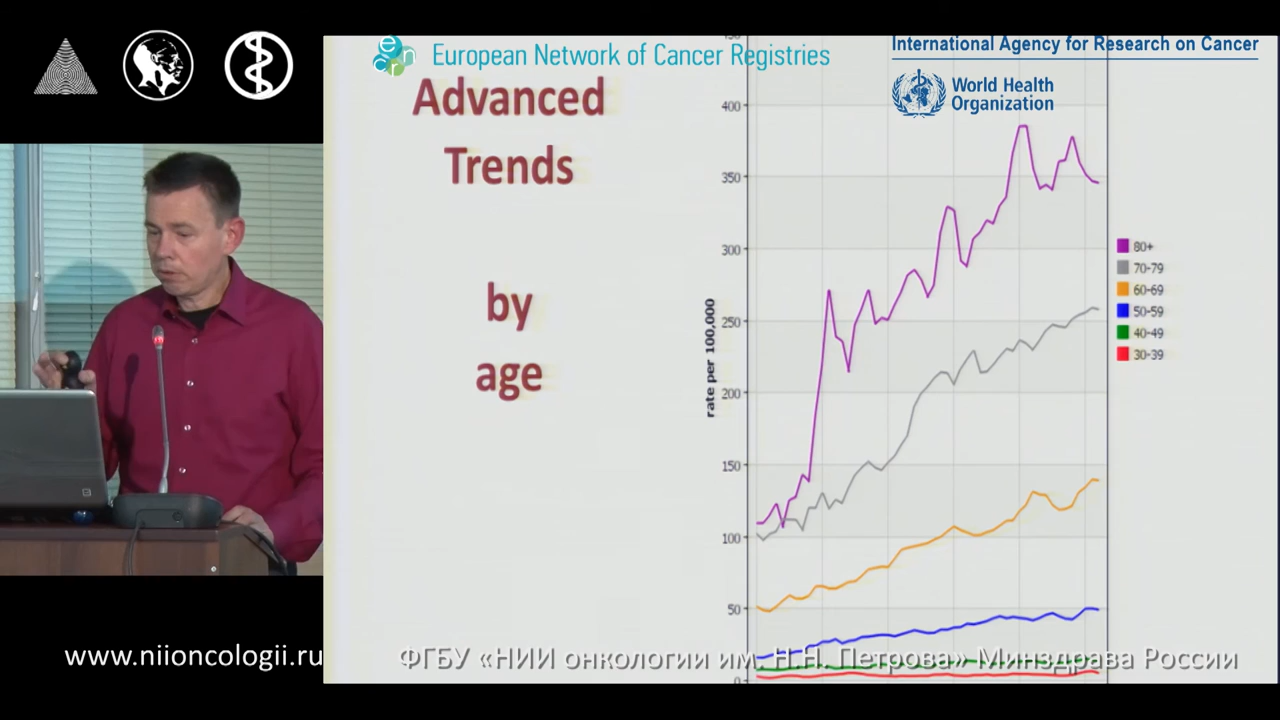 European Network of Cancer Registries
International Agency for Research on Cancer
World Health
Organization
Advanced
Trends
by
age
rate per 100,000
400
350
300
250
200
150
100
50
0
80+
70-79
60-69
50-59
40-49
30-39
www.niioncologii.ru
ФГБУ «НИИ онкологии им. Н.Н. Петрова» Минздрава России